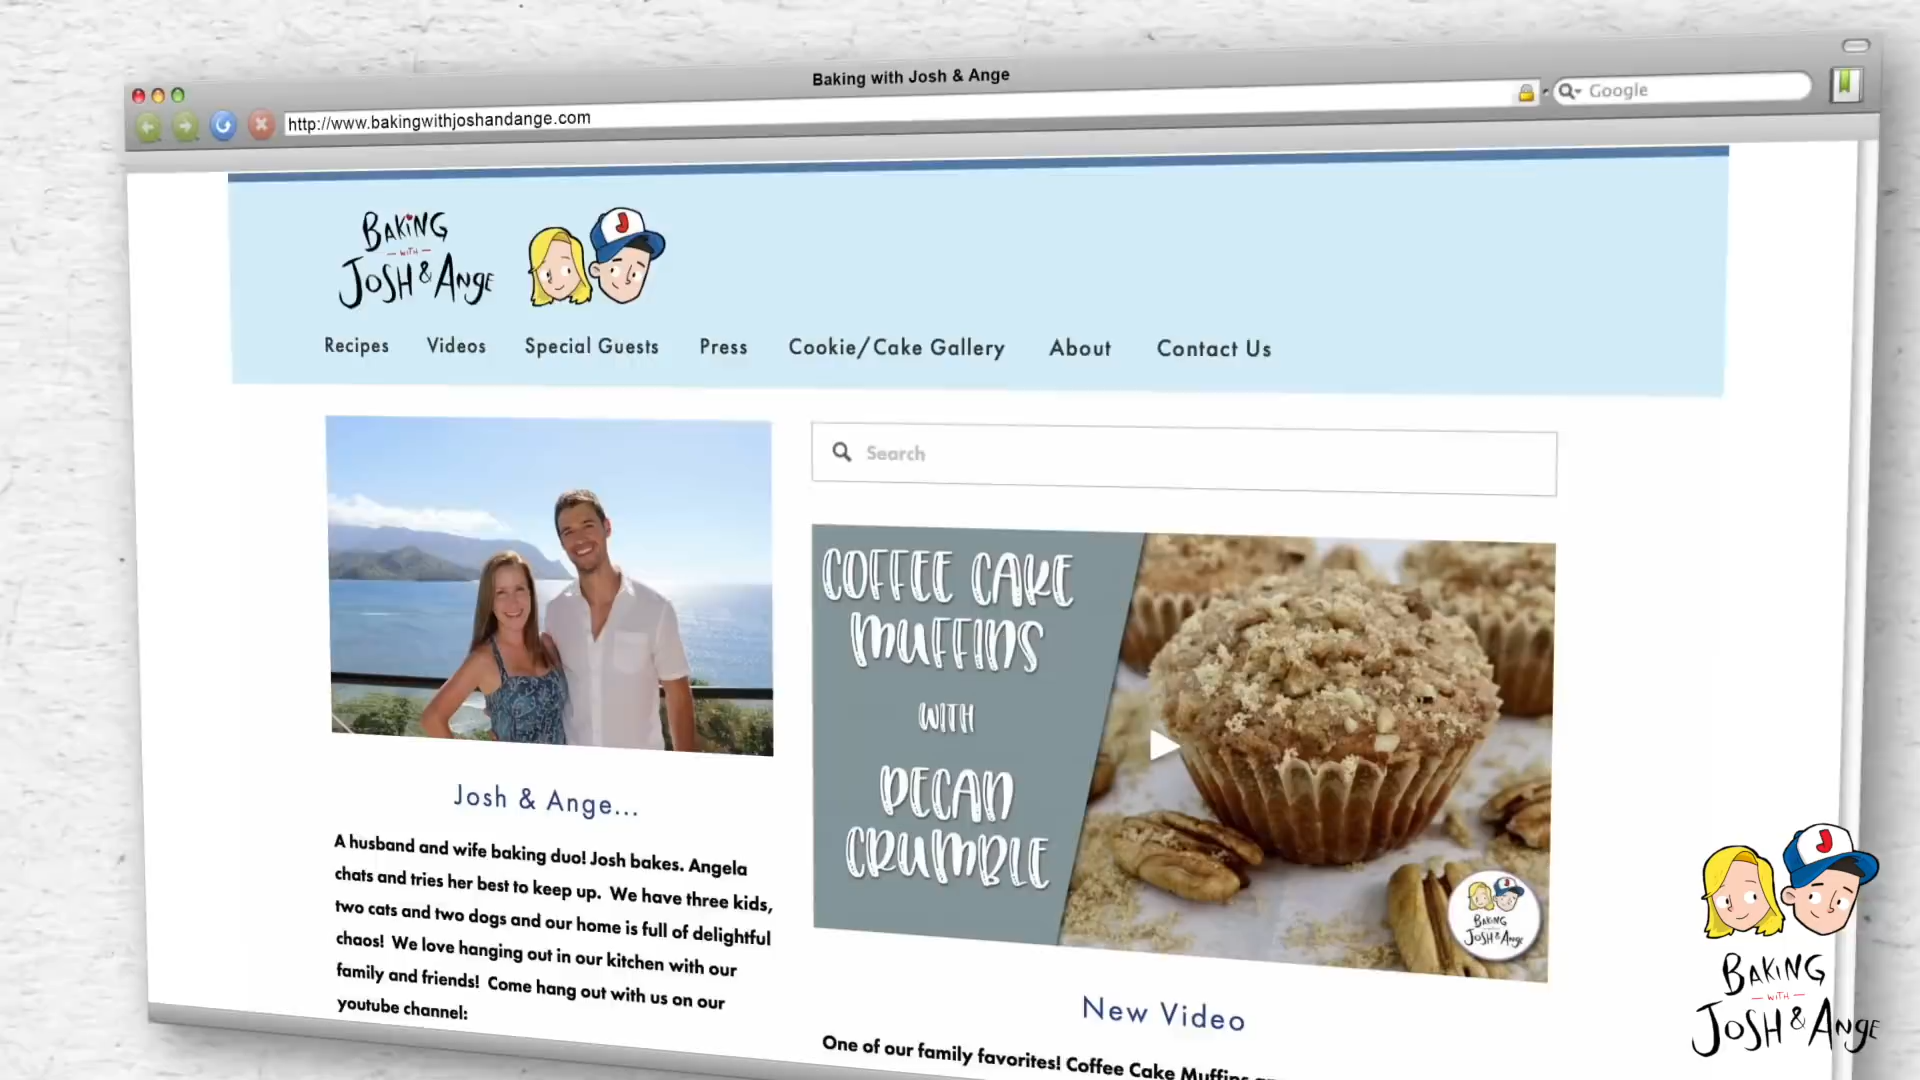 Baking with Josh & Ange
http://www.bakingwithjoshandange.com
Google
BAKING
WITH
JOSH & ANGE
J
Recipes Videos Special Guests Press Cookie/Cake Gallery About Contact Us
Search
COFFEE CAKE
MUFFINS
WITH
PECAN
CRUMBLE
BAKING
JOSH & ANGE
Josh & Ange...
A husband and wife baking duo! Josh bakes. Angela
chats and tries her best to keep up. We have three kids,
two cats and two dogs and our home is full of delightful
chaos! We love hanging out in our kitchen with our
family and friends! Come hang out with us on our
youtube channel:
New Video
One of our family favorites! Coffee Cake Muffins
J
BAKING
WITH
JOSH & ANGE